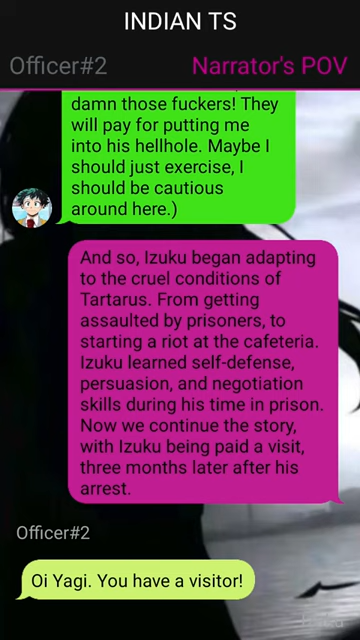 INDIAN TS
Officer#2
Narrator's POV
damn those fuckers! They
will pay for putting me
into his hellhole. Maybe I
should just exercise, I
should be cautious
around here.)
And so, Izuku began adapting
to the cruel conditions of
Tartarus. From getting
assaulted by prisoners, to
starting a riot at the cafeteria.
Izuku learned self-defense,
persuasion, and negotiation
skills during his time in prison.
Now we continue the story,
with Izuku being paid a visit,
three months later after his
arrest.
Officer#2
Oi Yagi. You have a visitor!